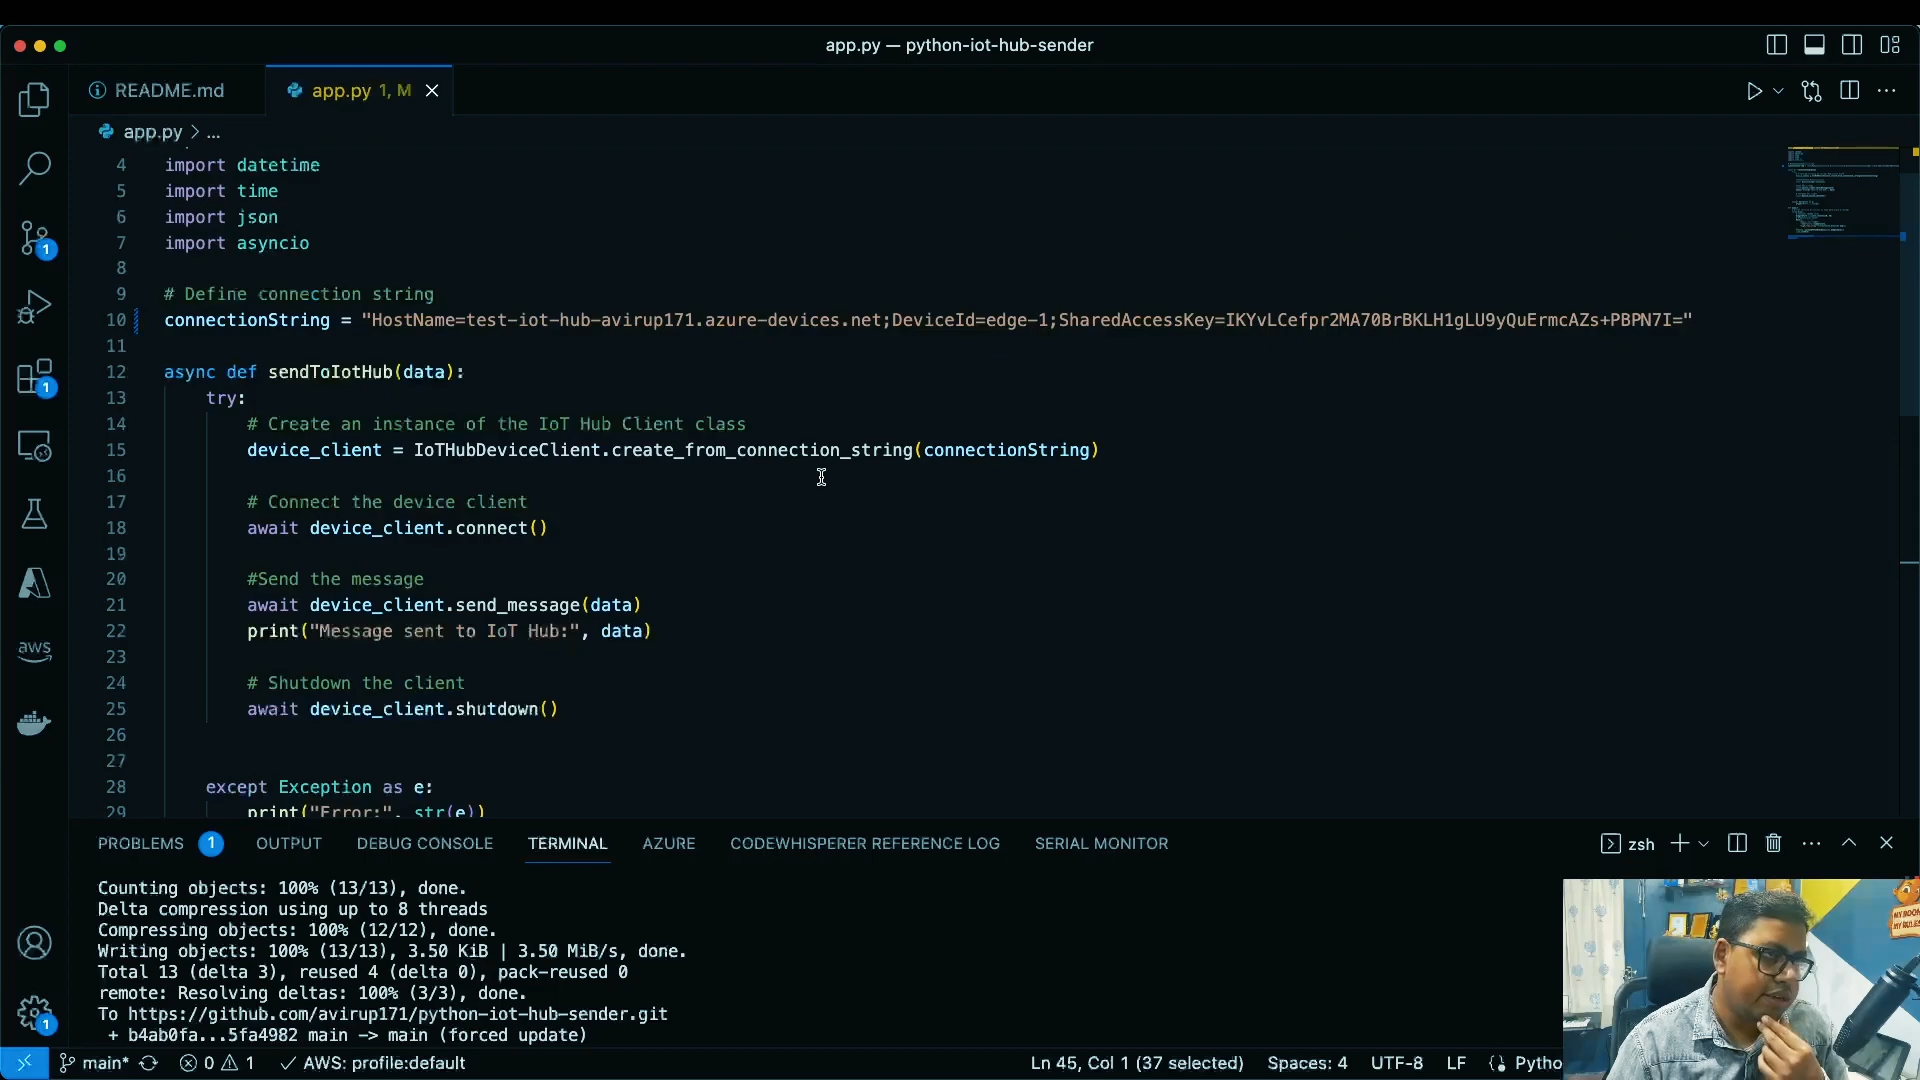 app.py — python-iot-hub-sender
README.md
app.py 1, M
app.py > ...
4 import datetime
5 import time
6 import json
7 import asyncio
8
9 # Define connection string
10 connectionString = "HostName=test-iot-hub-avirup171.azure-devices.net;DeviceId=edge-1;SharedAccessKey=IKYvLCefpr2MA70BrBKLH1gLU9yQuErmcAZs+PBPN7I="
11
12 async def sendToIotHub(data):
13 try:
14 # Create an instance of the IoT Hub Client class
15 device_client = IoTHubDeviceClient.create_from_connection_string(connectionString)
16
17 # Connect the device client
18 await device_client.connect()
19
20 #Send the message
21 await device_client.send_message(data)
22 print("Message sent to IoT Hub:", data)
23
24 # Shutdown the client
25 await device_client.shutdown()
26
27
28 except Exception as e:
29 print("Error:", str(e))
1
1
aws
1
PROBLEMS 1 OUTPUT DEBUG CONSOLE TERMINAL AZURE CODEWHISPERER REFERENCE LOG SERIAL MONITOR
zsh
Counting objects: 100% (13/13), done.
Delta compression using up to 8 threads
Compressing objects: 100% (12/12), done.
Writing objects: 100% (13/13), 3.50 KiB | 3.50 MiB/s, done.
Total 13 (delta 3), reused 4 (delta 0), pack-reused 0
remote: Resolving deltas: 100% (3/3), done.
To https://github.com/avirup171/python-iot-hub-sender.git
+ b4ab0fa...5fa4982 main -> main (forced update)
main* 0 1 AWS: profile:default
Ln 45, Col 1 (37 selected) Spaces: 4 UTF-8 LF Pytho